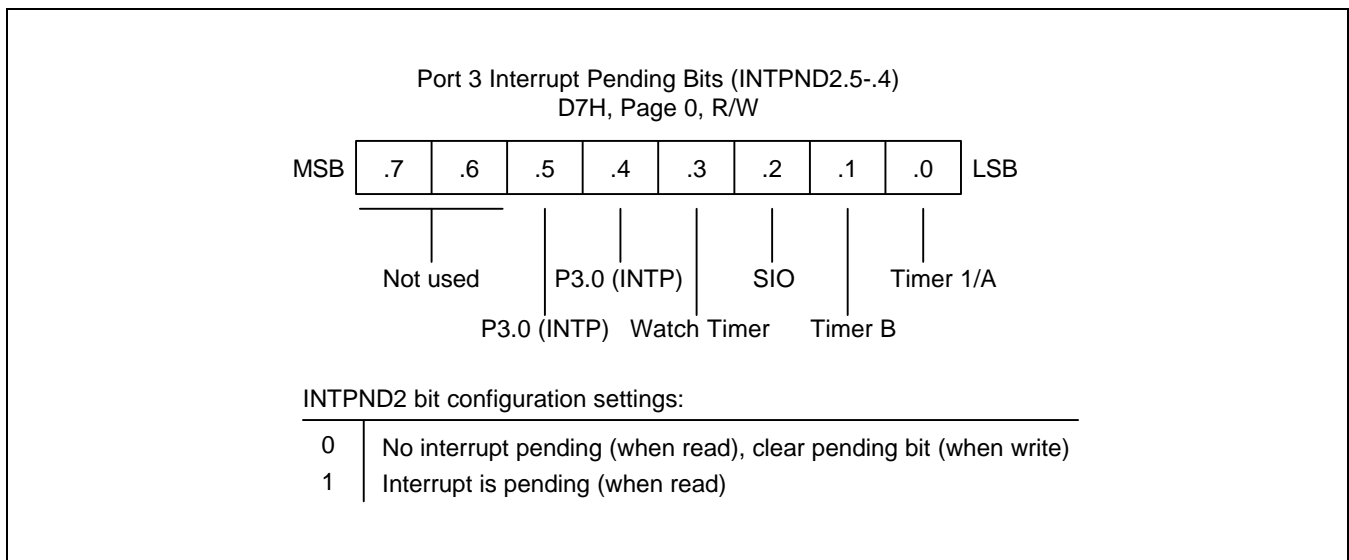 Port 3 Interrupt Pending Bits (INTPND2.5-.4)
D7H, Page 0, R/W
MSB .7 .6 .5 .4 .3 .2 .1 .0 LSB
Not used P3.0 (INTP) SIO Timer 1/A
P3.0 (INTP) Watch Timer Timer B
INTPND2 bit configuration settings:
0 No interrupt pending (when read), clear pending bit (when write)
1 Interrupt is pending (when read)